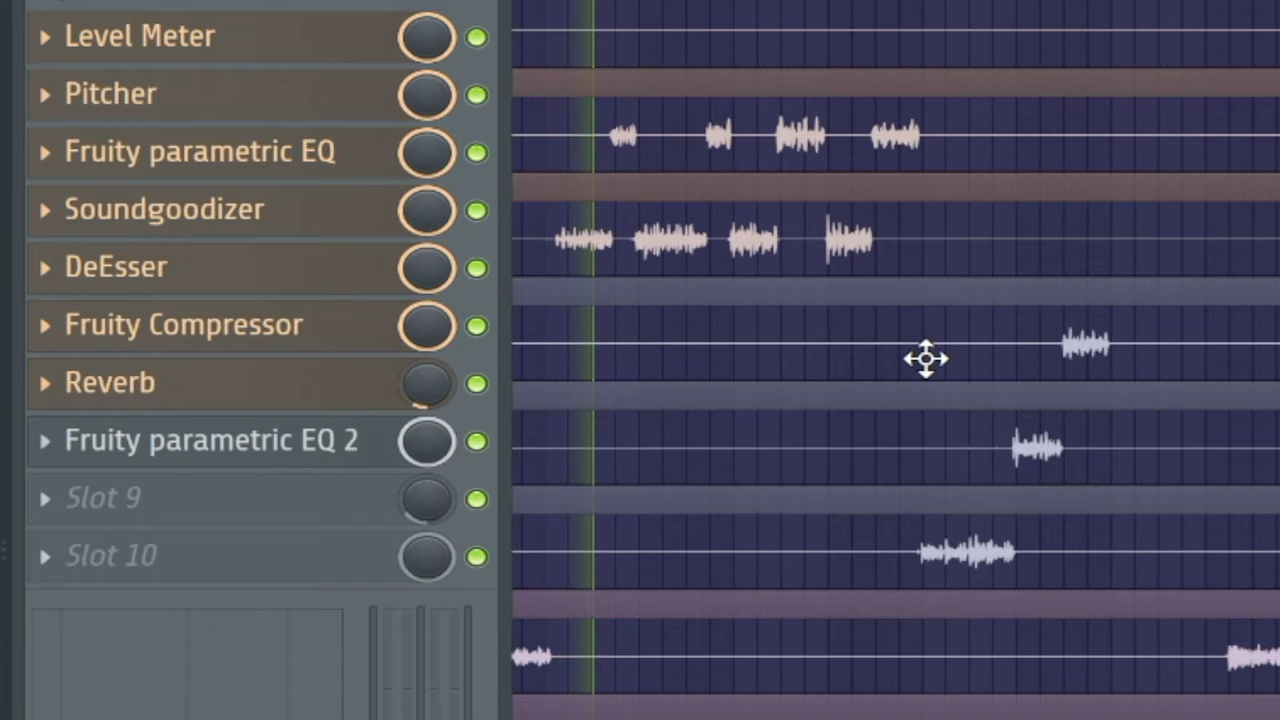 Level Meter
Pitcher
Fruity parametric EQ
Soundgoodizer
DeEsser
Fruity Compressor
Reverb
Fruity parametric EQ 2
Slot 9
Slot 10